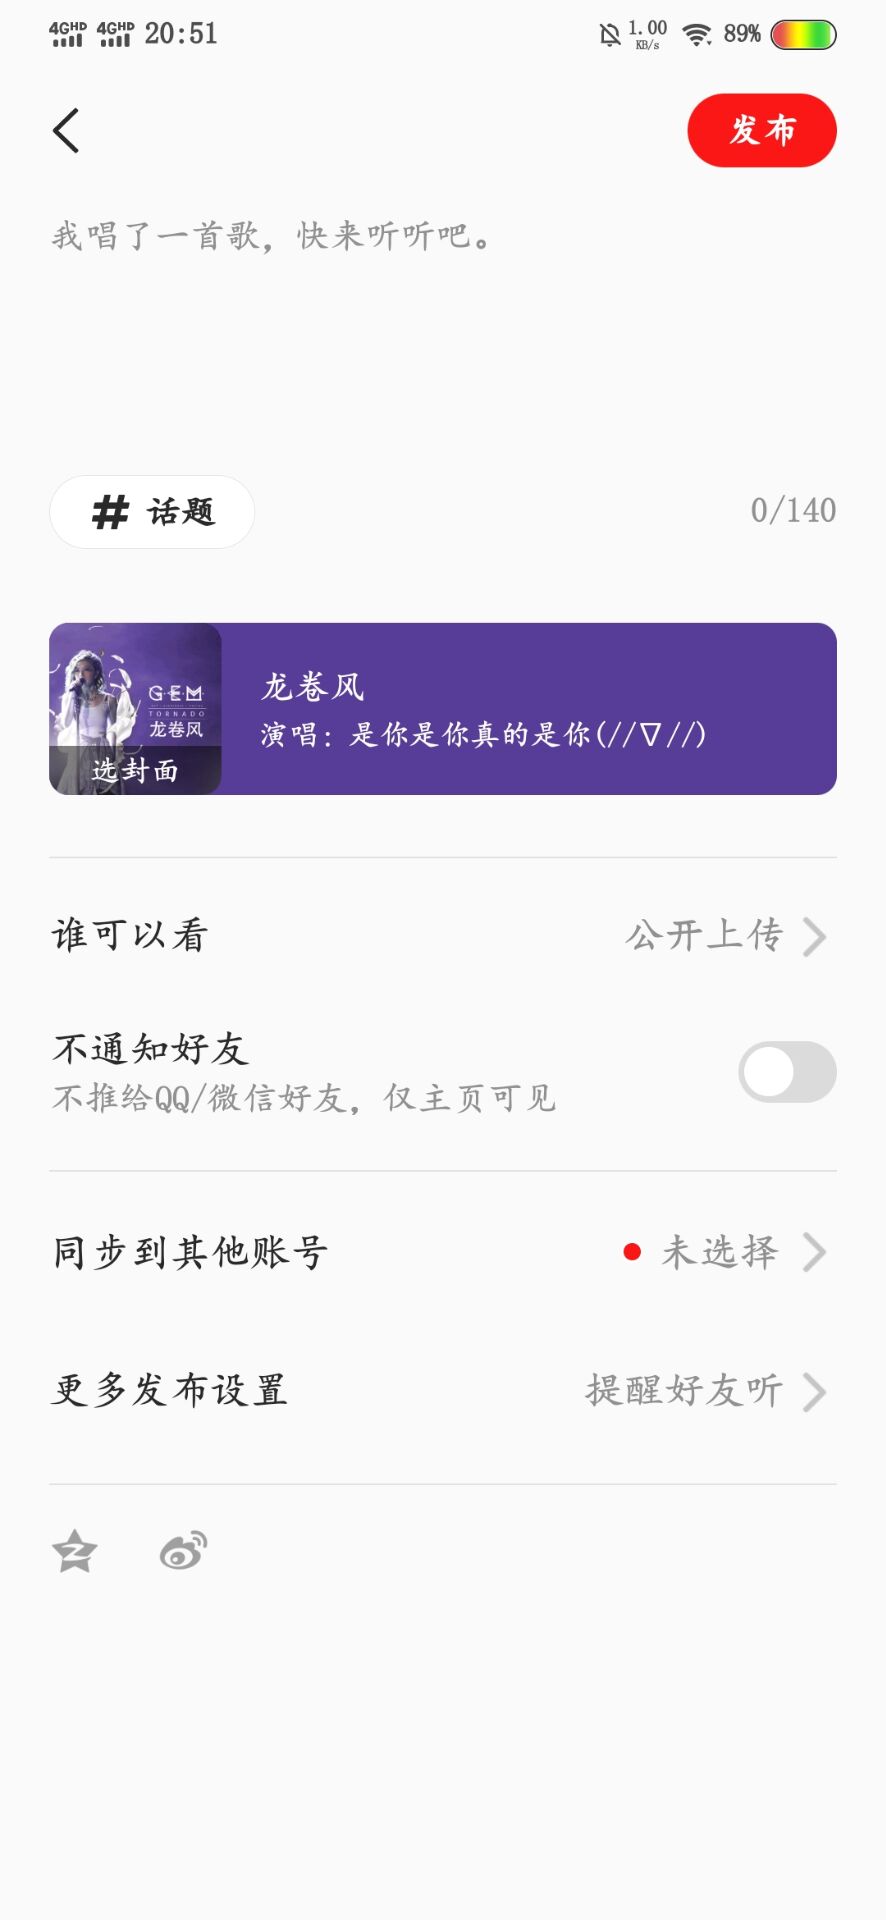 4GHD 4GHD 20:51 1.00 KB/s 89%
发布
我唱了一首歌，快来听听吧。
# 话题 0/140
G.E.M
TORNADO
龙卷风
选封面
龙卷风
演唱：是你是你真的是你(//∇//)
谁可以看 公开上传
不通知好友
不推给QQ/微信好友，仅主页可见
同步到其他账号 未选择
更多发布设置 提醒好友听